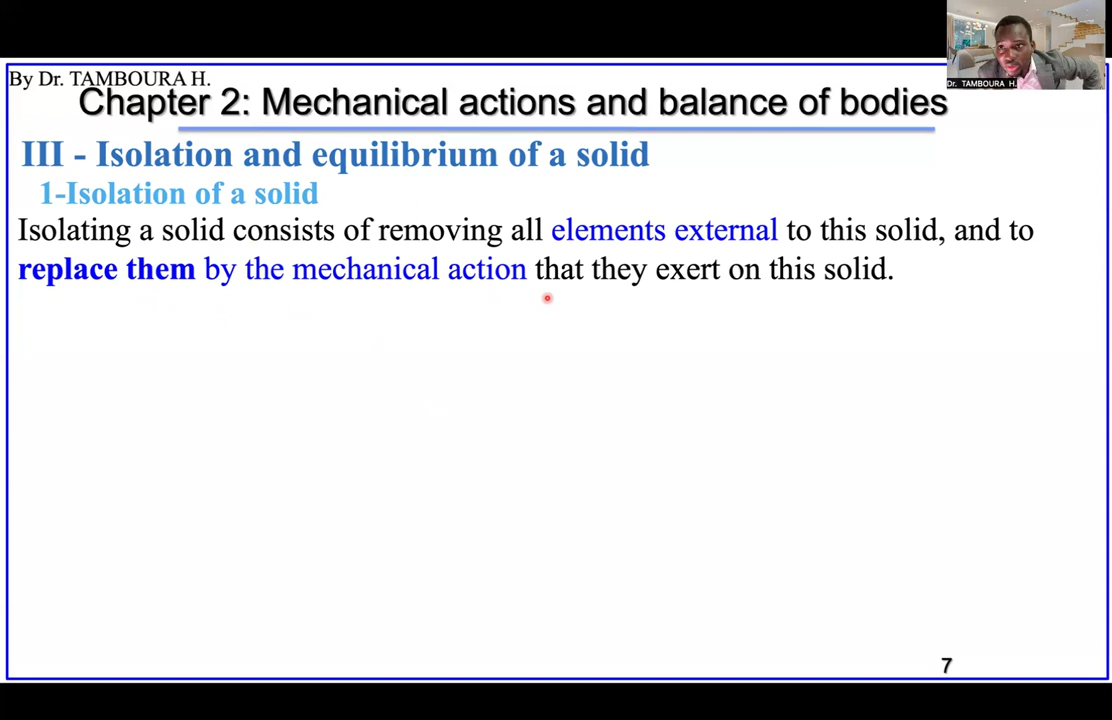 Dr. TAMBOURA H.
By Dr. TAMBOURA H.
Chapter 2: Mechanical actions and balance of bodies
III - Isolation and equilibrium of a solid
1-Isolation of a solid
Isolating a solid consists of removing all elements external to this solid, and to
replace them by the mechanical action that they exert on this solid.
7